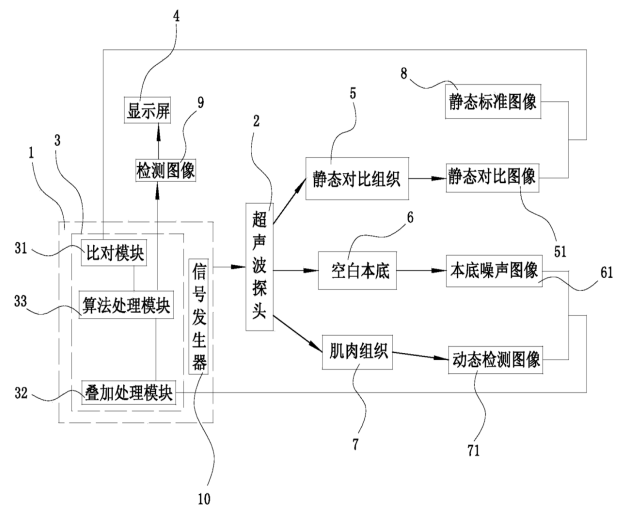 4
显示屏
9
检测图像
8
静态标准图像
5
静态对比组织
静态对比图像
51
2
超声波探头
1
3
31
比对模块
33
算法处理模块
信号发生器
6
空白本底
本底噪声图像
61
肌肉组织
7
动态检测图像
71
32
叠加处理模块
10